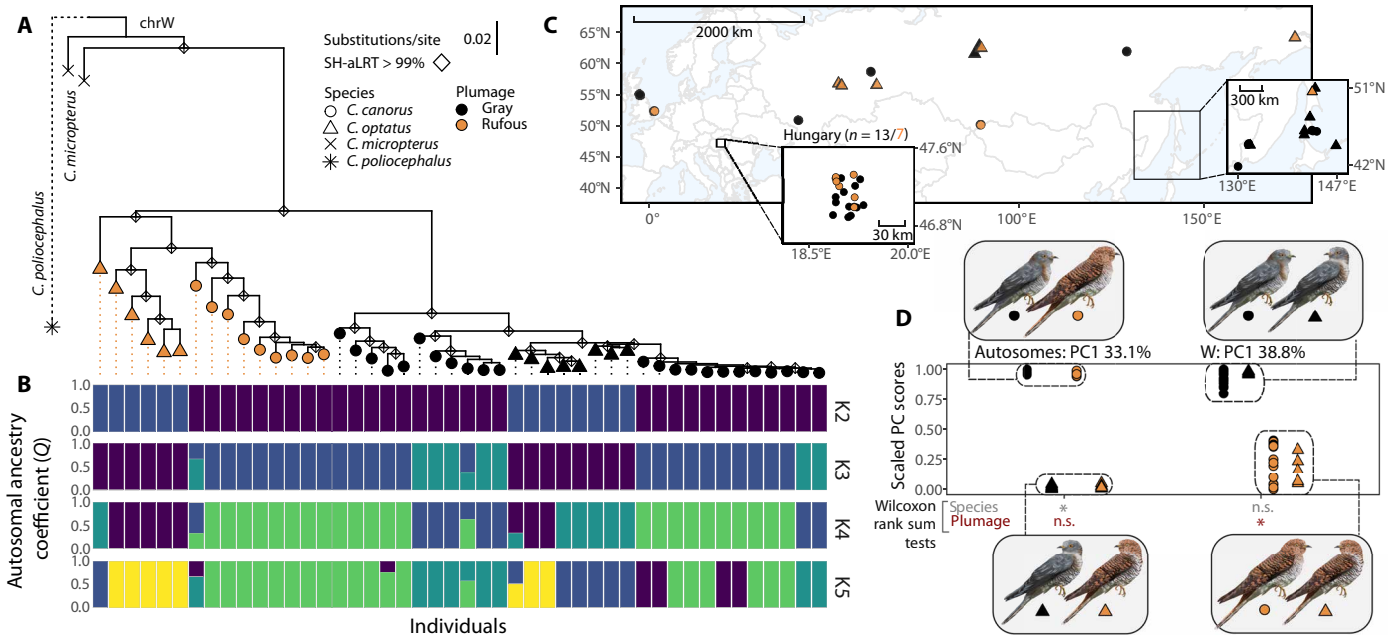 A
chrW
Substitutions/site
0.02
SH-aLRT > 99%
Species
C. canorus
C. optatus
C. micropterus
C. poliocephalus
Plumage
Gray
Rufous
C. micropterus
C. poliocephalus
B
Autosomal ancestry
coefficient (Q)
1.0
0.5
0.0
K2
1.0
0.5
0.0
K3
1.0
0.5
0.0
K4
1.0
0.5
0.0
K5
Individuals
C
65°N
60°N
55°N
50°N
45°N
40°N
2000 km
Hungary (n = 13/7)
47.6°N
46.8°N
30 km
18.5°E
20.0°E
0°
100°E
150°E
300 km
51°N
42°N
130°E
147°E
D
Autosomes: PC1 33.1%
W: PC1 38.8%
Scaled PC scores
1.00
0.75
0.50
0.25
0.00
Wilcoxon
rank sum
tests
Species
*
n.s.
Plumage
n.s.
*